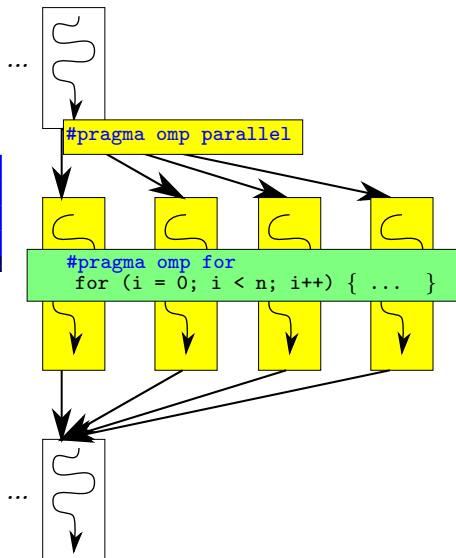 ...
#pragma omp parallel
#pragma omp for
for (i = 0; i < n; i++) { ... }
...